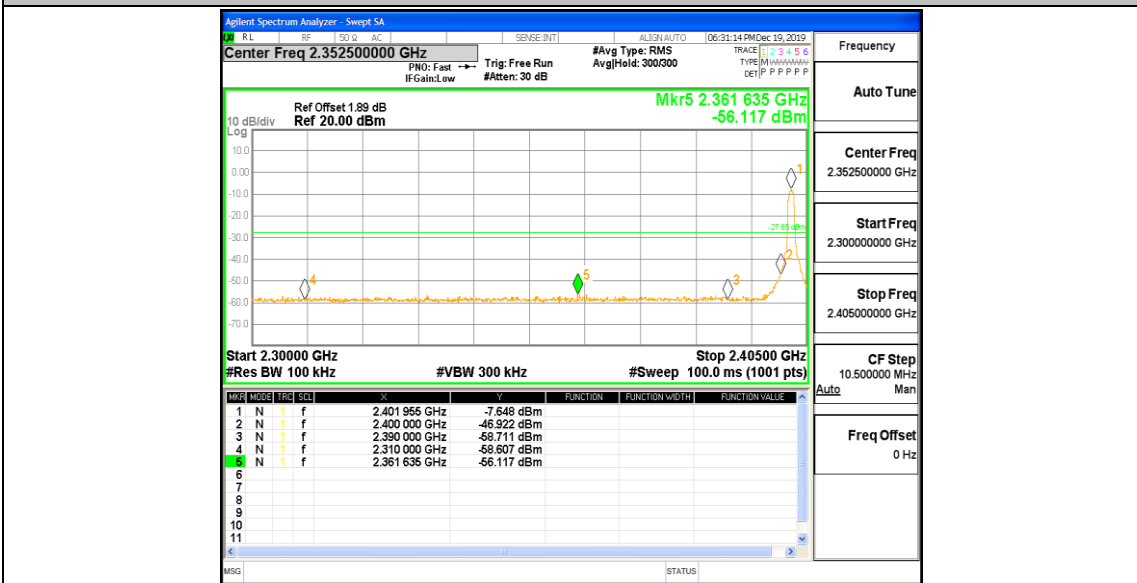 Agilent Spectrum Analyzer - Swept SA
LXI RL RF 50 Ω AC SENSE:INT ALIGN AUTO 06:31:14 PM Dec 19, 2019
Center Freq 2.352500000 GHz
PNO: Fast
IFGain:Low
Trig: Free Run
#Atten: 30 dB
#Avg Type: RMS
Avg|Hold: 300/300
TRACE 1 2 3 4 5 6
TYPE M
DET P P P P P P
Frequency
Ref Offset 1.89 dB
10 dB/div Ref 20.00 dBm
Log
Mkr5 2.361 635 GHz
-56.117 dBm
10.0
0.00
-10.0
-20.0
-30.0
-40.0
-50.0
-60.0
-70.0
1
2
3
4
5
Start 2.30000 GHz Stop 2.40500 GHz
#Res BW 100 kHz #VBW 300 kHz #Sweep 100.0 ms (1001 pts)
MKR MODE TRC SCL X Y FUNCTION FUNCTION WIDTH FUNCTION VALUE
1 N 1 f 2.401 955 GHz -7.648 dBm
2 N 1 f 2.400 000 GHz -46.922 dBm
3 N 1 f 2.390 000 GHz -58.711 dBm
4 N 1 f 2.310 000 GHz -58.607 dBm
5 N 1 f 2.361 635 GHz -56.117 dBm
6
7
8
9
10
11
MSG STATUS
Auto Tune
Center Freq
2.352500000 GHz
Start Freq
2.300000000 GHz
Stop Freq
2.405000000 GHz
CF Step
10.500000 MHz
Auto Man
Freq Offset
0 Hz